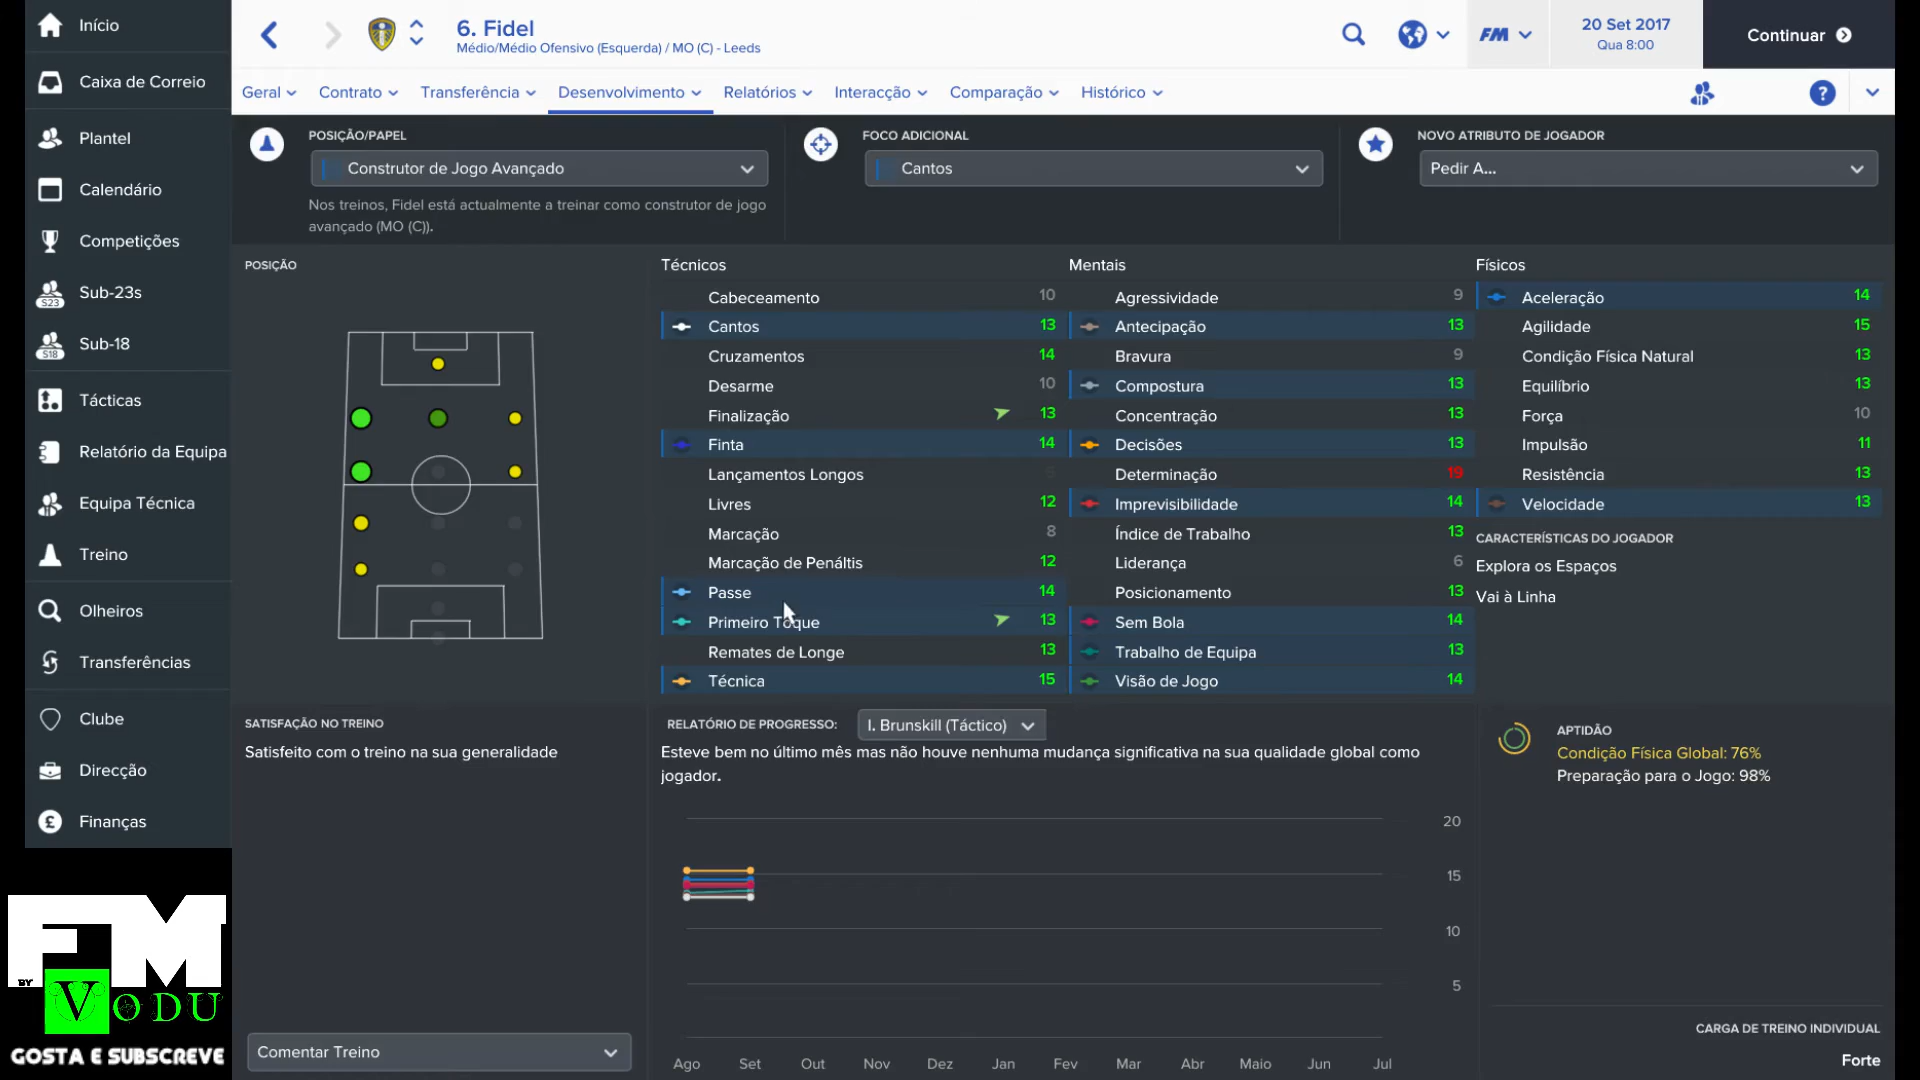 Início
Caixa de Correio
Plantel
Calendário
Competições
S23
Sub-23s
S18
Sub-18
Tácticas
Relatório da Equipa
Equipa Técnica
Treino
Olheiros
Transferências
Clube
Direcção
£ Finanças
FM
BY VODU
GOSTA E SUBSCREVE
6. Fidel
Médio/Médio Ofensivo (Esquerda) / MO (C) - Leeds
FM
20 Set 2017
Qua 8:00
Continuar
Geral
Contrato
Transferência
Desenvolvimento
Relatórios
Interacção
Comparação
Histórico
?
POSIÇÃO/PAPEL
Construtor de Jogo Avançado
Nos treinos, Fidel está actualmente a treinar como construtor de jogo
avançado (MO (C)).
FOCO ADICIONAL
Cantos
NOVO ATRIBUTO DE JOGADOR
Pedir A...
POSIÇÃO
Técnicos
Cabeceamento 10
Cantos 13
Cruzamentos 14
Desarme 10
Finalização 13
Finta 14
Lançamentos Longos
Livres 12
Marcação 8
Marcação de Penáltis 12
Passe 14
Primeiro Toque 13
Remates de Longe 13
Técnica 15
Mentais
Agressividade 9
Antecipação 13
Bravura 9
Compostura 13
Concentração 13
Decisões 13
Determinação 19
Imprevisibilidade 14
Índice de Trabalho 13
Liderança 6
Posicionamento 13
Sem Bola 14
Trabalho de Equipa 13
Visão de Jogo 14
Físicos
Aceleração 14
Agilidade 15
Condição Física Natural 13
Equilíbrio 13
Força 10
Impulsão 11
Resistência 13
Velocidade 13
CARACTERÍSTICAS DO JOGADOR
Explora os Espaços
Vai à Linha
SATISFAÇÃO NO TREINO
Satisfeito com o treino na sua generalidade
Comentar Treino
RELATÓRIO DE PROGRESSO: I. Brunskill (Táctico)
Esteve bem no último mês mas não houve nenhuma mudança significativa na sua qualidade global como
jogador.
20
15
10
5
Ago Set Out Nov Dez Jan Fev Mar Abr Maio Jun Jul
APTIDÃO
Condição Física Global: 76%
Preparação para o Jogo: 98%
CARGA DE TREINO INDIVIDUAL
Forte